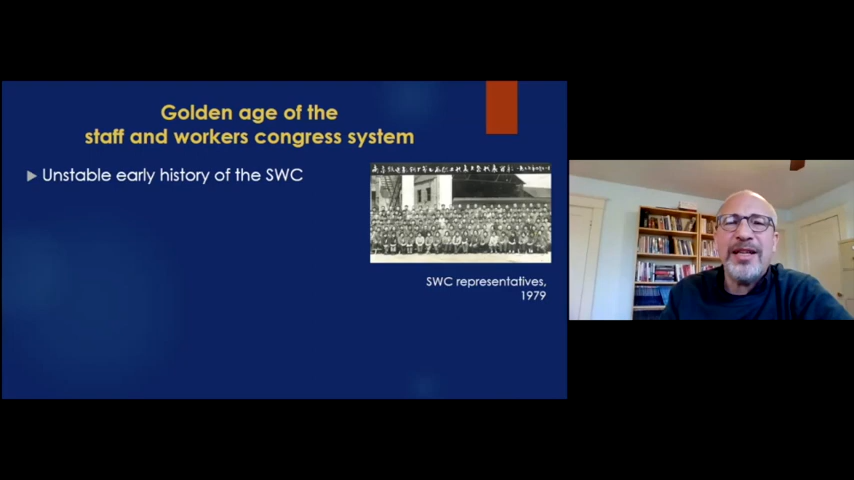 Golden age of the
staff and workers congress system
Unstable early history of the SWC
SWC representatives,
1979